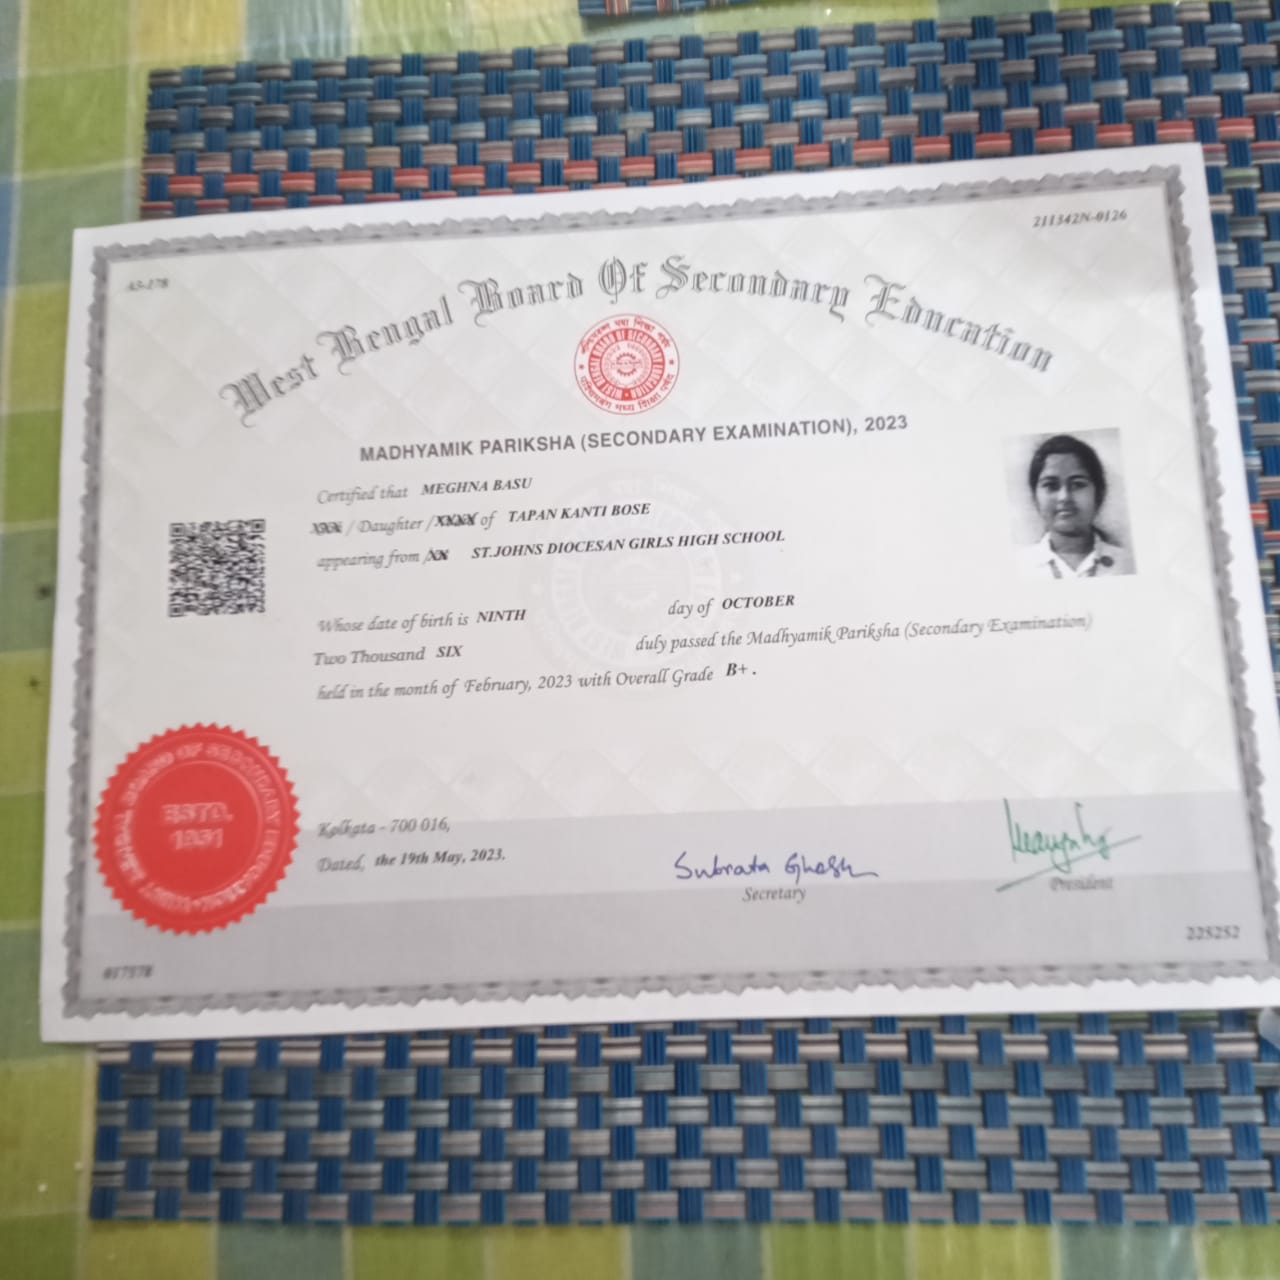 A5-178
211342N-0126
West Bengal Board Of Secondary Education
MADHYAMIK PARIKSHA (SECONDARY EXAMINATION), 2023
Certified that MEGHNA BASU
XXX / Daughter /XXXX of TAPAN KANTI BOSE
appearing from /XX ST.JOHNS DIOCESAN GIRLS HIGH SCHOOL
Whose date of birth is NINTH day of OCTOBER
Two Thousand SIX duly passed the Madhyamik Pariksha (Secondary Examination)
held in the month of February, 2023 with Overall Grade B+ .
ESTD.
1951
Kolkata - 700 016,
Dated, the 19th May, 2023.
Subrata Ghosh
Secretary
President
225252